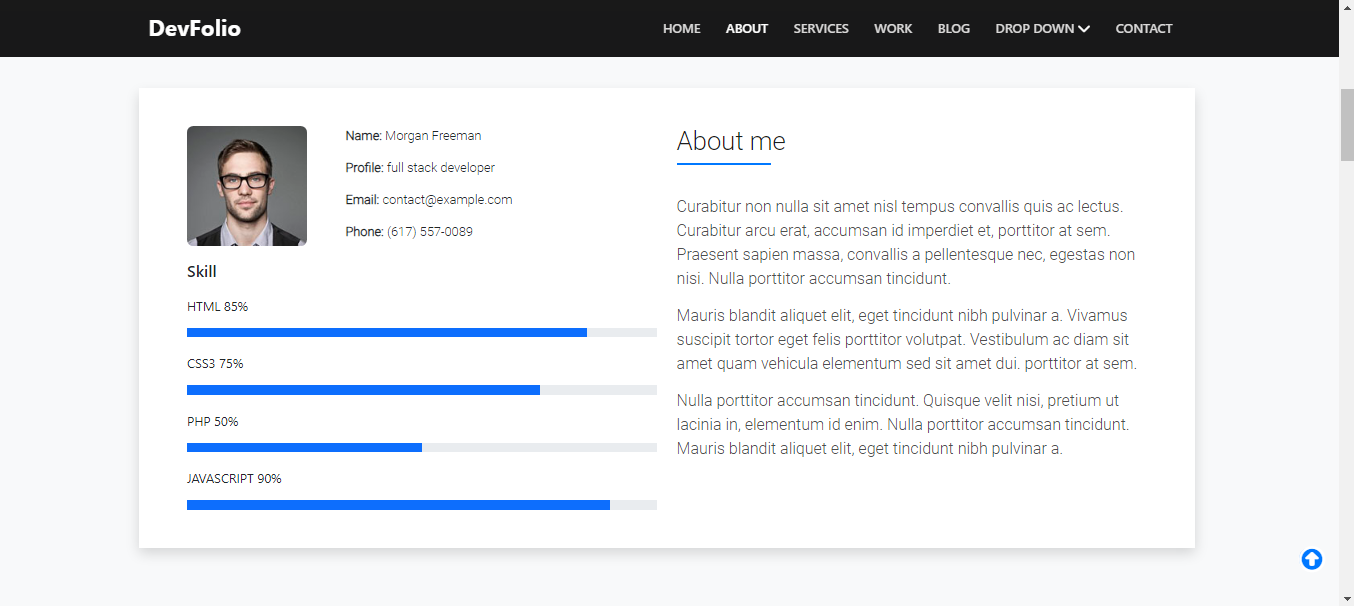 DevFolio
HOME ABOUT SERVICES WORK BLOG DROP DOWN CONTACT
Name: Morgan Freeman
Profile: full stack developer
Email: contact@example.com
Phone: (617) 557-0089
Skill
HTML 85%
CSS3 75%
PHP 50%
JAVASCRIPT 90%
About me
Curabitur non nulla sit amet nisl tempus convallis quis ac lectus.
Curabitur arcu erat, accumsan id imperdiet et, porttitor at sem.
Praesent sapien massa, convallis a pellentesque nec, egestas non
nisi. Nulla porttitor accumsan tincidunt.
Mauris blandit aliquet elit, eget tincidunt nibh pulvinar a. Vivamus
suscipit tortor eget felis porttitor volutpat. Vestibulum ac diam sit
amet quam vehicula elementum sed sit amet dui. porttitor at sem.
Nulla porttitor accumsan tincidunt. Quisque velit nisi, pretium ut
lacinia in, elementum id enim. Nulla porttitor accumsan tincidunt.
Mauris blandit aliquet elit, eget tincidunt nibh pulvinar a.